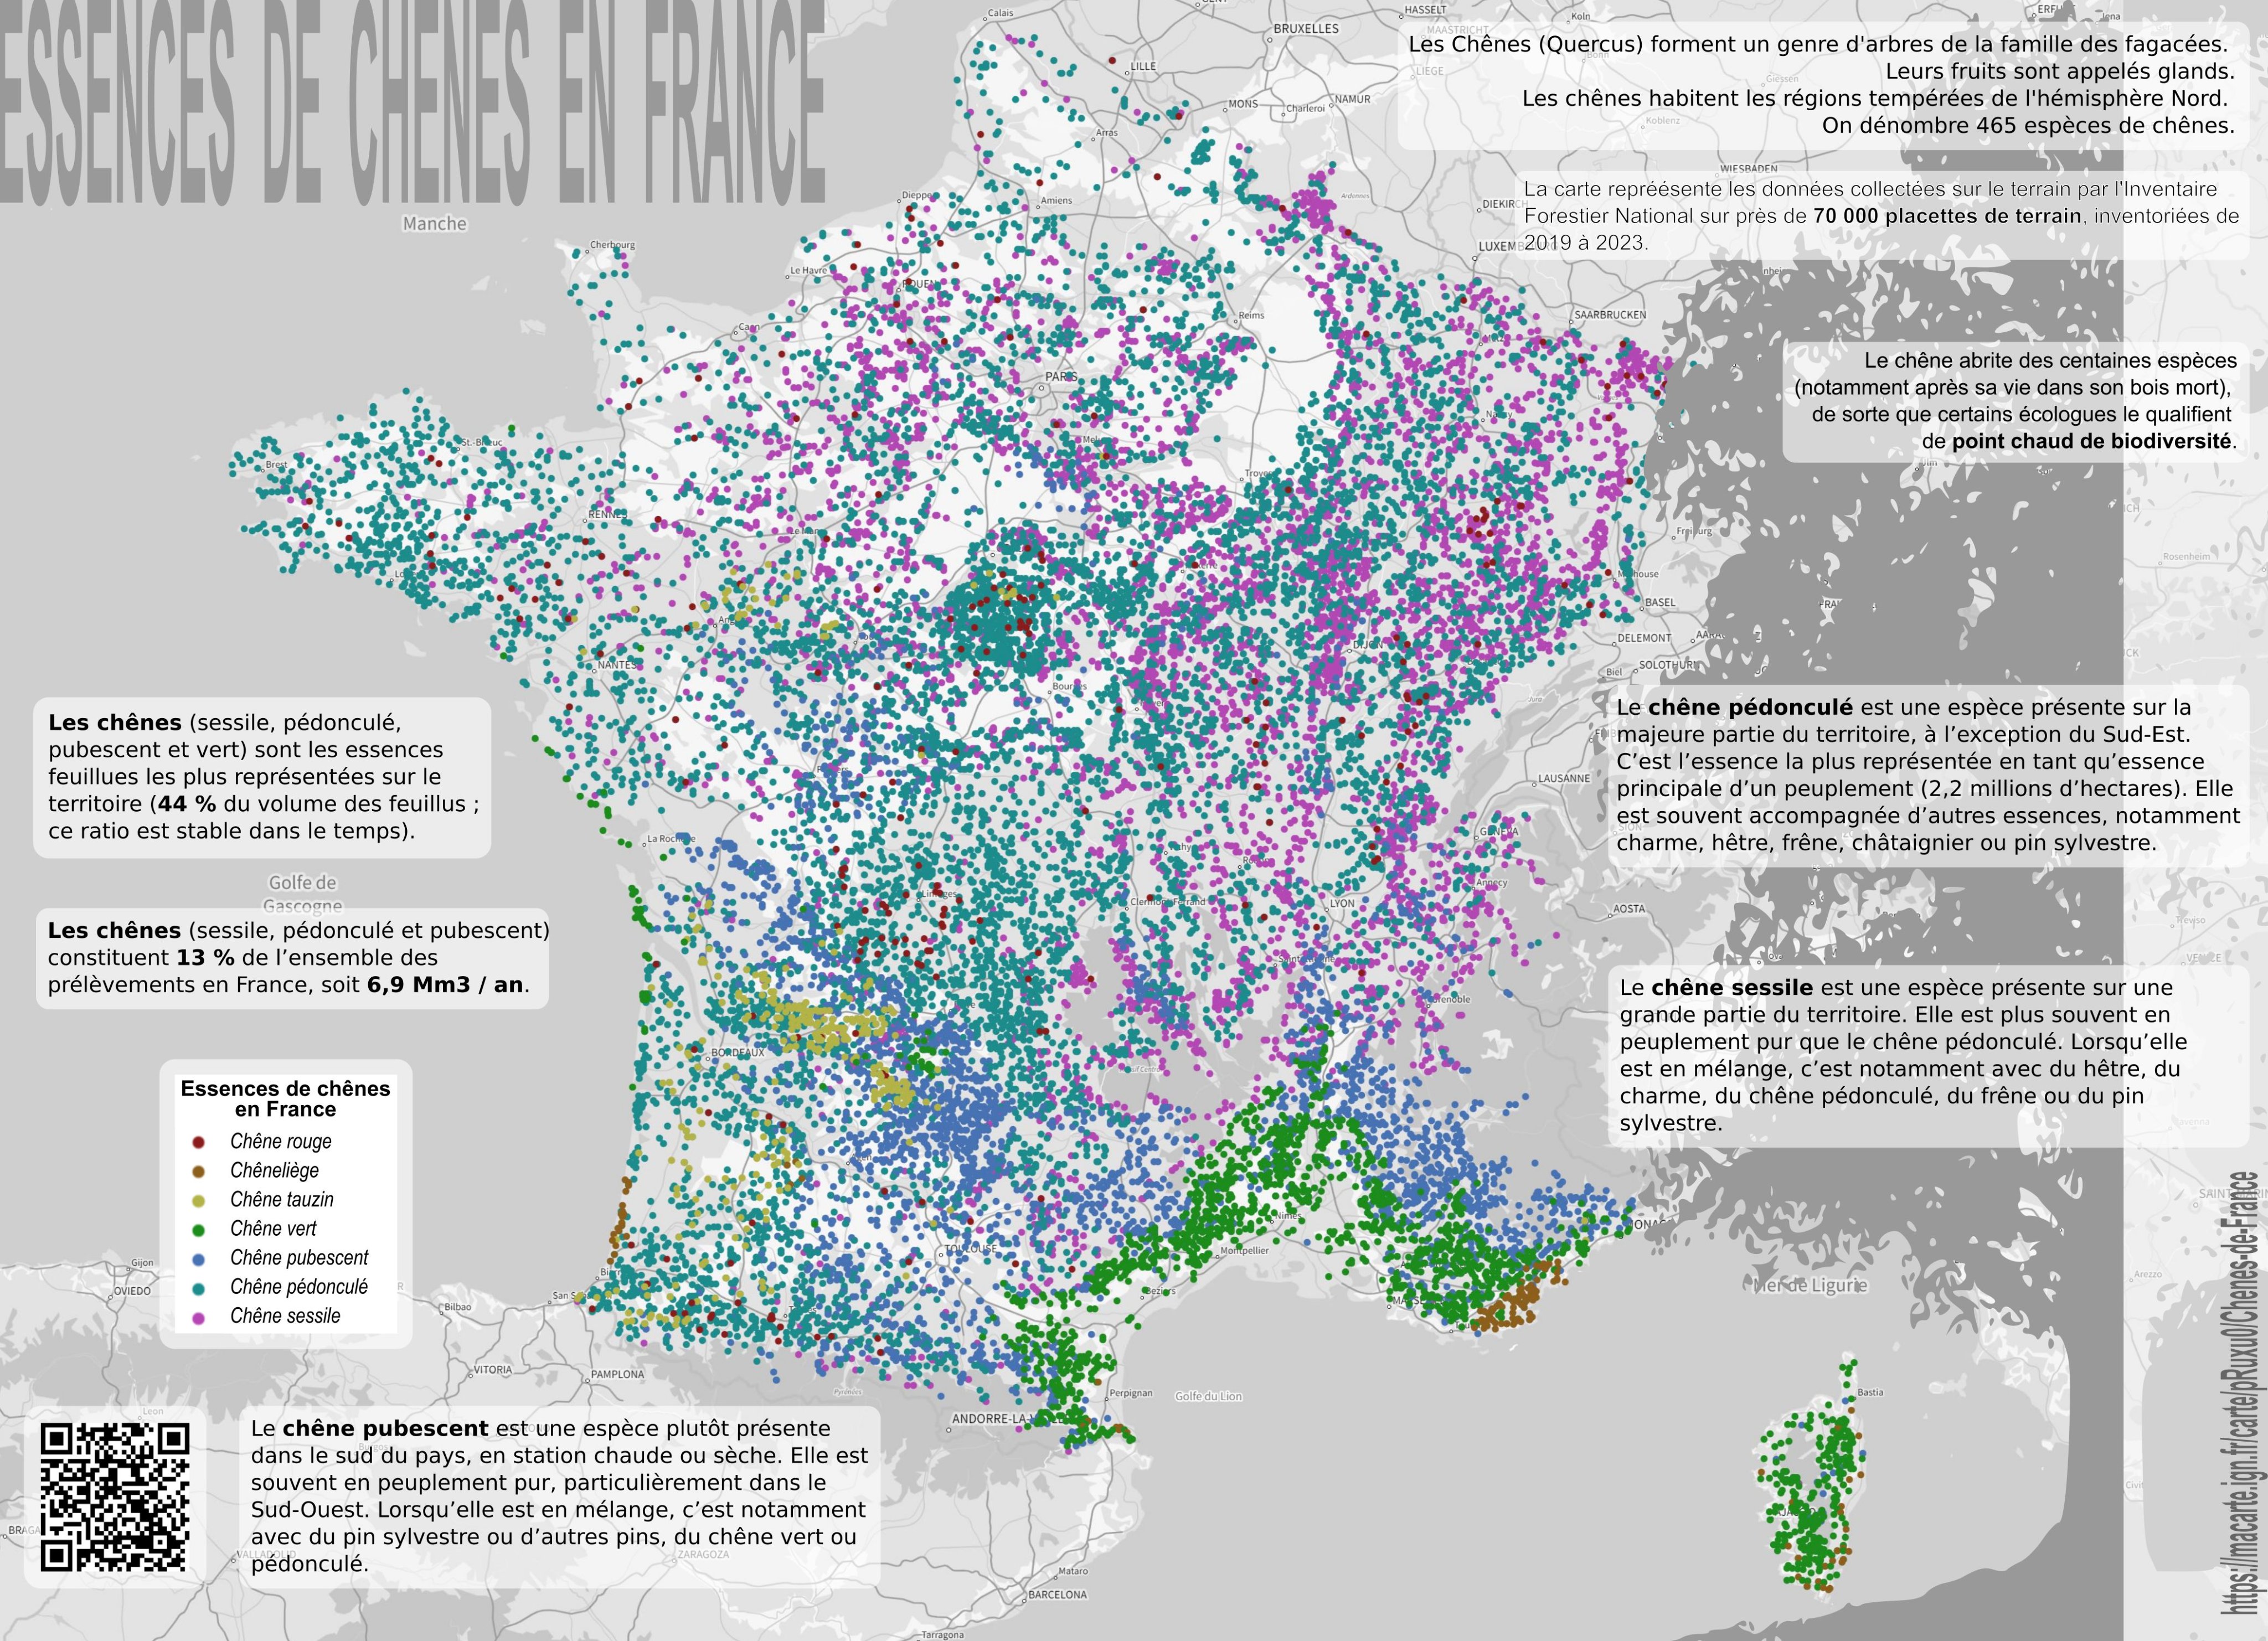 ESSENCES DE CHENES EN FRANCE
Les Chênes (Quercus) forment un genre d'arbres de la famille des fagacées.
Leurs fruits sont appelés glands.
Les chênes habitent les régions tempérées de l'hémisphère Nord.
On dénombre 465 espèces de chênes.
La carte repréésente les données collectées sur le terrain par l'Inventaire
Forestier National sur près de 70 000 placettes de terrain, inventoriées de
2019 à 2023.
Le chêne abrite des centaines espèces
(notamment après sa vie dans son bois mort),
de sorte que certains écologues le qualifient
de point chaud de biodiversité.
Les chênes (sessile, pédonculé,
pubescent et vert) sont les essences
feuillues les plus représentées sur le
territoire (44 % du volume des feuillus ;
ce ratio est stable dans le temps).
Les chênes (sessile, pédonculé et pubescent)
constituent 13 % de l’ensemble des
prélèvements en France, soit 6,9 Mm3 / an.
Le chêne pédonculé est une espèce présente sur la
majeure partie du territoire, à l’exception du Sud-Est.
C’est l’essence la plus représentée en tant qu’essence
principale d’un peuplement (2,2 millions d’hectares). Elle
est souvent accompagnée d’autres essences, notamment
charme, hêtre, frêne, châtaignier ou pin sylvestre.
Le chêne sessile est une espèce présente sur une
grande partie du territoire. Elle est plus souvent en
peuplement pur que le chêne pédonculé. Lorsqu’elle
est en mélange, c’est notamment avec du hêtre, du
charme, du chêne pédonculé, du frêne ou du pin
sylvestre.
Essences de chênes
en France
Chêne rouge
Chêneliège
Chêne tauzin
Chêne vert
Chêne pubescent
Chêne pédonculé
Chêne sessile
Le chêne pubescent est une espèce plutôt présente
dans le sud du pays, en station chaude ou sèche. Elle est
souvent en peuplement pur, particulièrement dans le
Sud-Ouest. Lorsqu’elle est en mélange, c’est notamment
avec du pin sylvestre ou d’autres pins, du chêne vert ou
pédonculé.
https://macarte.ign.fr/carte/pRuxu0/Chenes-de-France
Manche
Golfe de
Gascogne
Golfe du Lion
Mer de Ligurie
Calais
LILLE
BRUXELLES
HASSELT
MAASTRICHT
Koln
Jena
LIEGE
Giessen
Koblenz
WIESBADEN
MONS
Charleroi
NAMUR
Arras
Amiens
Dieppe
Ardennes
Cherbourg
Le Havre
Caen
Reims
SAARBRUCKEN
PARIS
Brest
RENNES
Freiburg
Rosenheim
BASEL
DELEMONT
SOLOTHURN
Biel
NANTES
DIJON
Bourges
Jura
LAUSANNE
GENEVA
Annecy
AOSTA
Treviso
Limoges
Clermont-Ferrand
LYON
Grenoble
BORDEAUX
TOULOUSE
Nimes
Montpellier
Beziers
Perpignan
Pyrénées
Bastia
Arezzo
Gijon
OVIEDO
Bilbao
VITORIA
PAMPLONA
Leon
VALLADOLID
ZARAGOZA
Mataro
BARCELONA
Tarragona